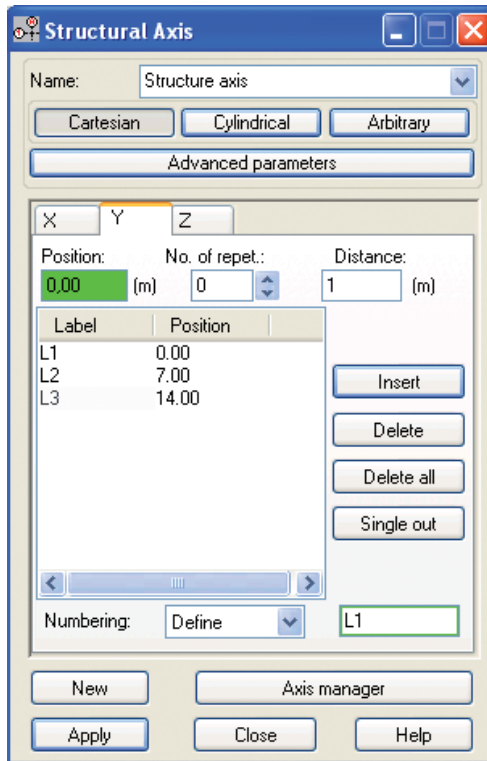 Structural Axis
Name: Structure axis
Cartesian Cylindrical Arbitrary
Advanced parameters
X Y Z
Position: No. of repet.: Distance:
0,00 (m) 0 1 (m)
Label Position
L1 0.00
L2 7.00
L3 14.00
Insert
Delete
Delete all
Single out
Numbering: Define L1
New Axis manager
Apply Close Help